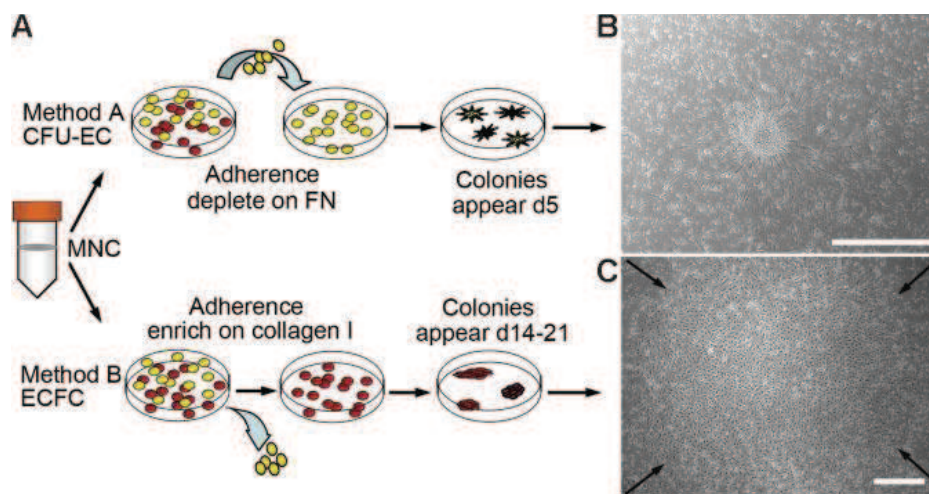 A
Method A
CFU-EC
Adherence
deplete on FN
Colonies
appear d5
MNC
Adherence
enrich on collagen I
Colonies
appear d14-21
Method B
ECFC
B
C